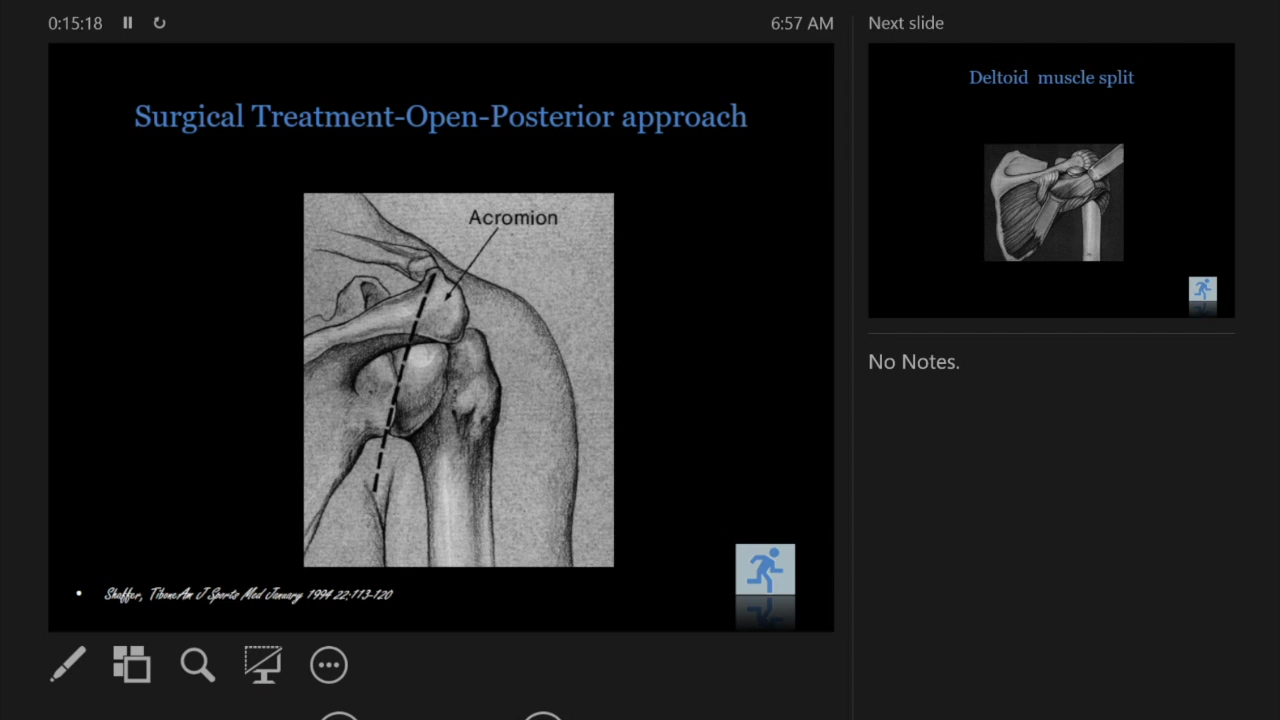 0:15:18
6:57 AM
Next slide
Surgical Treatment-Open-Posterior approach
Acromion
Shaffer, Tibone Am J Sports Med January 1994 22:113-120
Deltoid muscle split
No Notes.